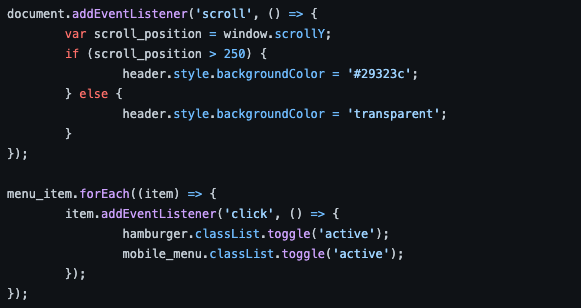 document.addEventListener('scroll', () => {
	var scroll_position = window.scrollY;
	if (scroll_position > 250) {
		header.style.backgroundColor = '#29323c';
	} else {
		header.style.backgroundColor = 'transparent';
	}
});

menu_item.forEach((item) => {
	item.addEventListener('click', () => {
		hamburger.classList.toggle('active');
		mobile_menu.classList.toggle('active');
	});
});